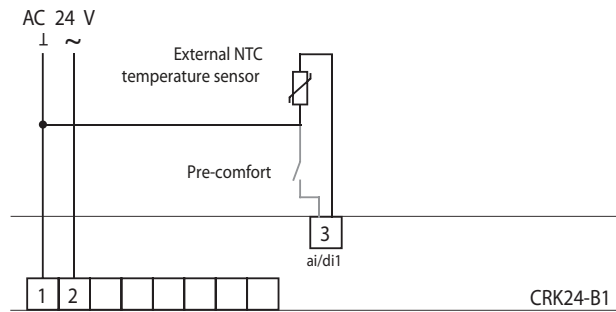 AC 24 V
⊥ ~
External NTC
temperature sensor
Pre-comfort
3
ai/di1
1 2
CRK24-B1